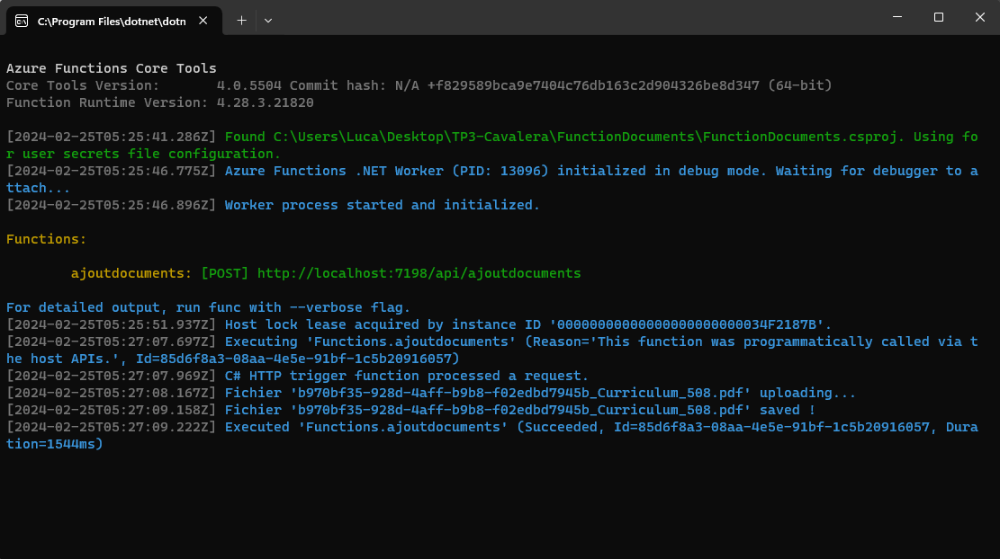 C:\Program Files\dotnet\dotn
Azure Functions Core Tools
Core Tools Version:       4.0.5504 Commit hash: N/A +f829589bca9e7404c76db163c2d904326be8d347 (64-bit)
Function Runtime Version: 4.28.3.21820
[2024-02-25T05:25:41.286Z] Found C:\Users\Luca\Desktop\TP3-Cavalera\FunctionDocuments\FunctionDocuments.csproj. Using fo
r user secrets file configuration.
[2024-02-25T05:25:46.775Z] Azure Functions .NET Worker (PID: 13096) initialized in debug mode. Waiting for debugger to a
ttach...
[2024-02-25T05:25:46.896Z] Worker process started and initialized.
Functions:
        ajoutdocuments: [POST] http://localhost:7198/api/ajoutdocuments
For detailed output, run func with --verbose flag.
[2024-02-25T05:25:51.937Z] Host lock lease acquired by instance ID '00000000000000000000000034F2187B'.
[2024-02-25T05:27:07.697Z] Executing 'Functions.ajoutdocuments' (Reason='This function was programmatically called via t
he host APIs.', Id=85d6f8a3-08aa-4e5e-91bf-1c5b20916057)
[2024-02-25T05:27:07.969Z] C# HTTP trigger function processed a request.
[2024-02-25T05:27:08.167Z] Fichier 'b970bf35-928d-4aff-b9b8-f02edbd7945b_Curriculum_508.pdf' uploading...
[2024-02-25T05:27:09.158Z] Fichier 'b970bf35-928d-4aff-b9b8-f02edbd7945b_Curriculum_508.pdf' saved !
[2024-02-25T05:27:09.222Z] Executed 'Functions.ajoutdocuments' (Succeeded, Id=85d6f8a3-08aa-4e5e-91bf-1c5b20916057, Dura
tion=1544ms)